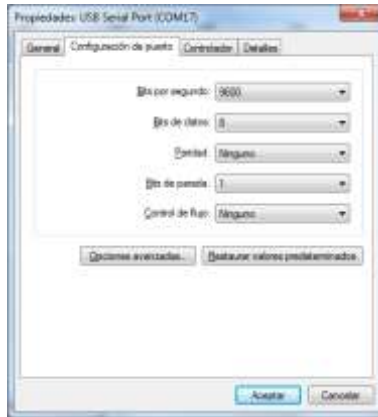 Propiedades: USB Serial Port (COM17)
General Configuración de puerto Controlador Detalles
Bits por segundo: 9600
Bits de datos: 8
Paridad: Ninguno
Bits de parada: 1
Control de flujo: Ninguno
Opciones avanzadas... Restaurar valores predeterminados
Aceptar Cancelar